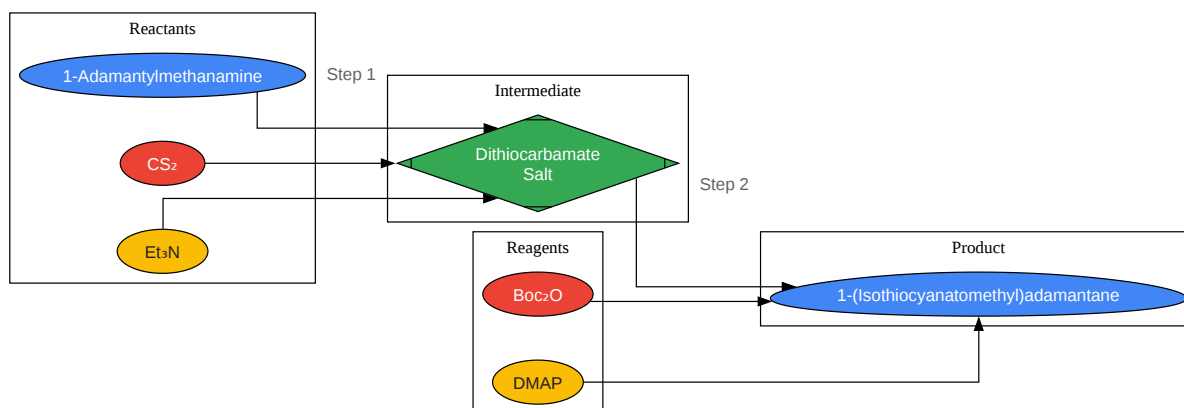 Reactants
1-Adamantylmethanamine
Step 1
CS₂
Et₃N
Intermediate
Dithiocarbamate
Salt
Step 2
Reagents
Boc₂O
DMAP
Product
1-(Isothiocyanatomethyl)adamantane